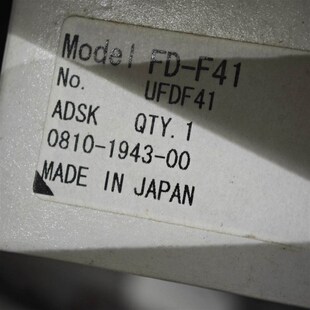 Model FD-F41
No. UFDF41
ADSK QTY. 1
0810-1943-00
MADE IN JAPAN